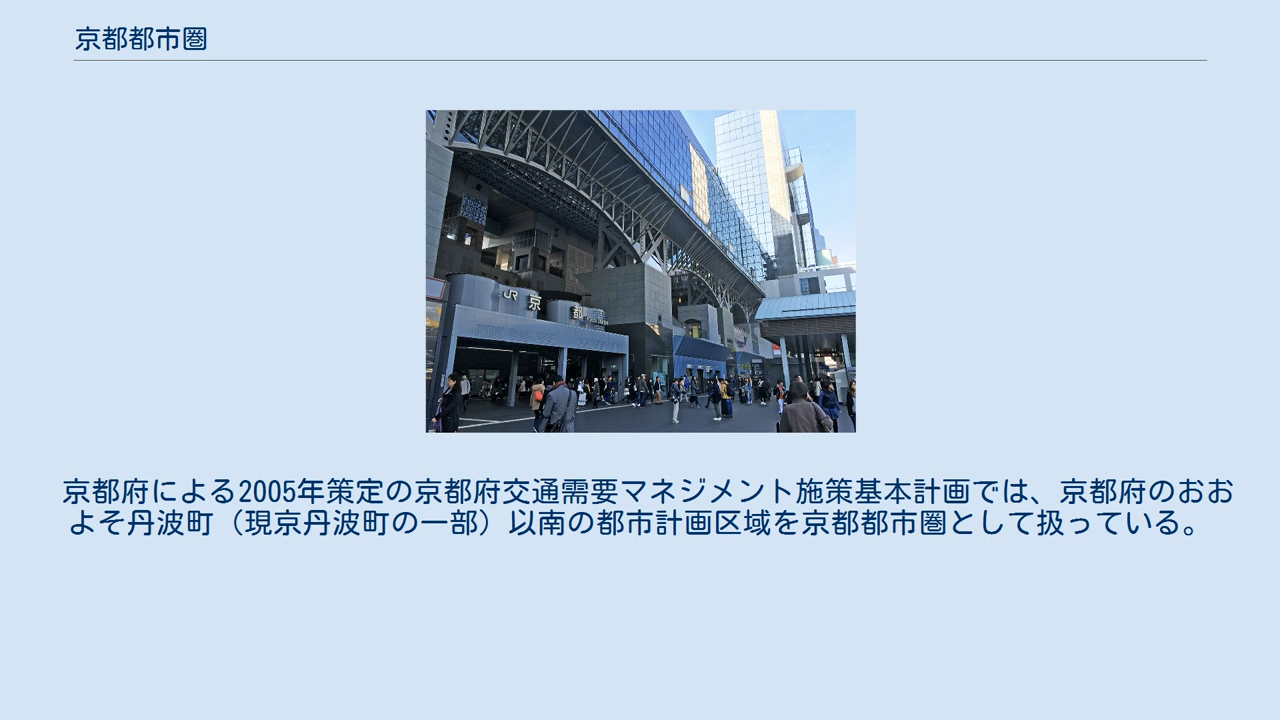 京都都市圏
JR 京都
京都府による2005年策定の京都府交通需要マネジメント施策基本計画では、京都府のおお
よそ丹波町（現京丹波町の一部）以南の都市計画区域を京都都市圏として扱っている。